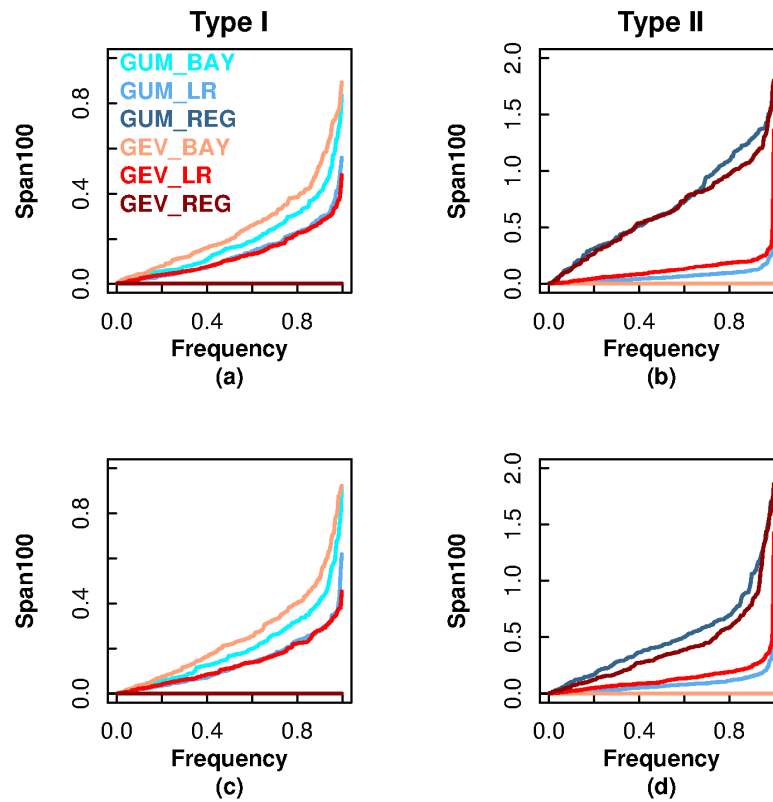 Type I
Type II
GUM_BAY
GUM_LR
GUM_REG
GEV_BAY
GEV_LR
GEV_REG
Span100
0.0 0.4 0.8
0.0 0.4 0.8
Frequency
(a)
Span100
0.0 0.5 1.0 1.5 2.0
0.0 0.4 0.8
Frequency
(b)
Span100
0.0 0.4 0.8
0.0 0.4 0.8
Frequency
(c)
Span100
0.0 0.5 1.0 1.5 2.0
0.0 0.4 0.8
Frequency
(d)